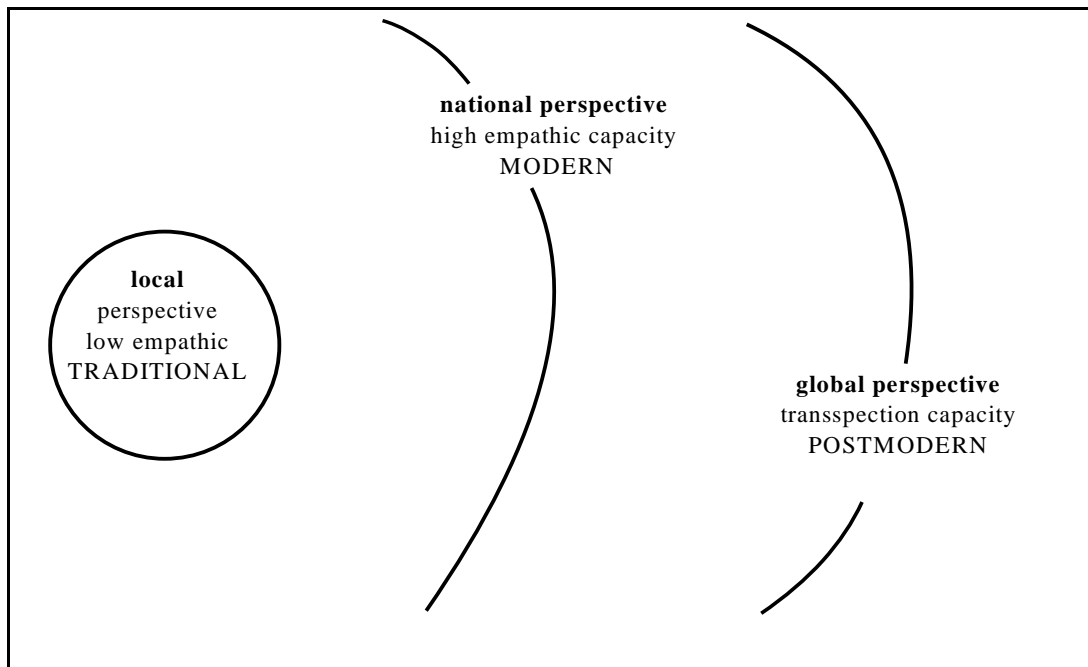 national perspective
high empathic capacity
MODERN
local
perspective
low empathic
TRADITIONAL
global perspective
transspection capacity
POSTMODERN